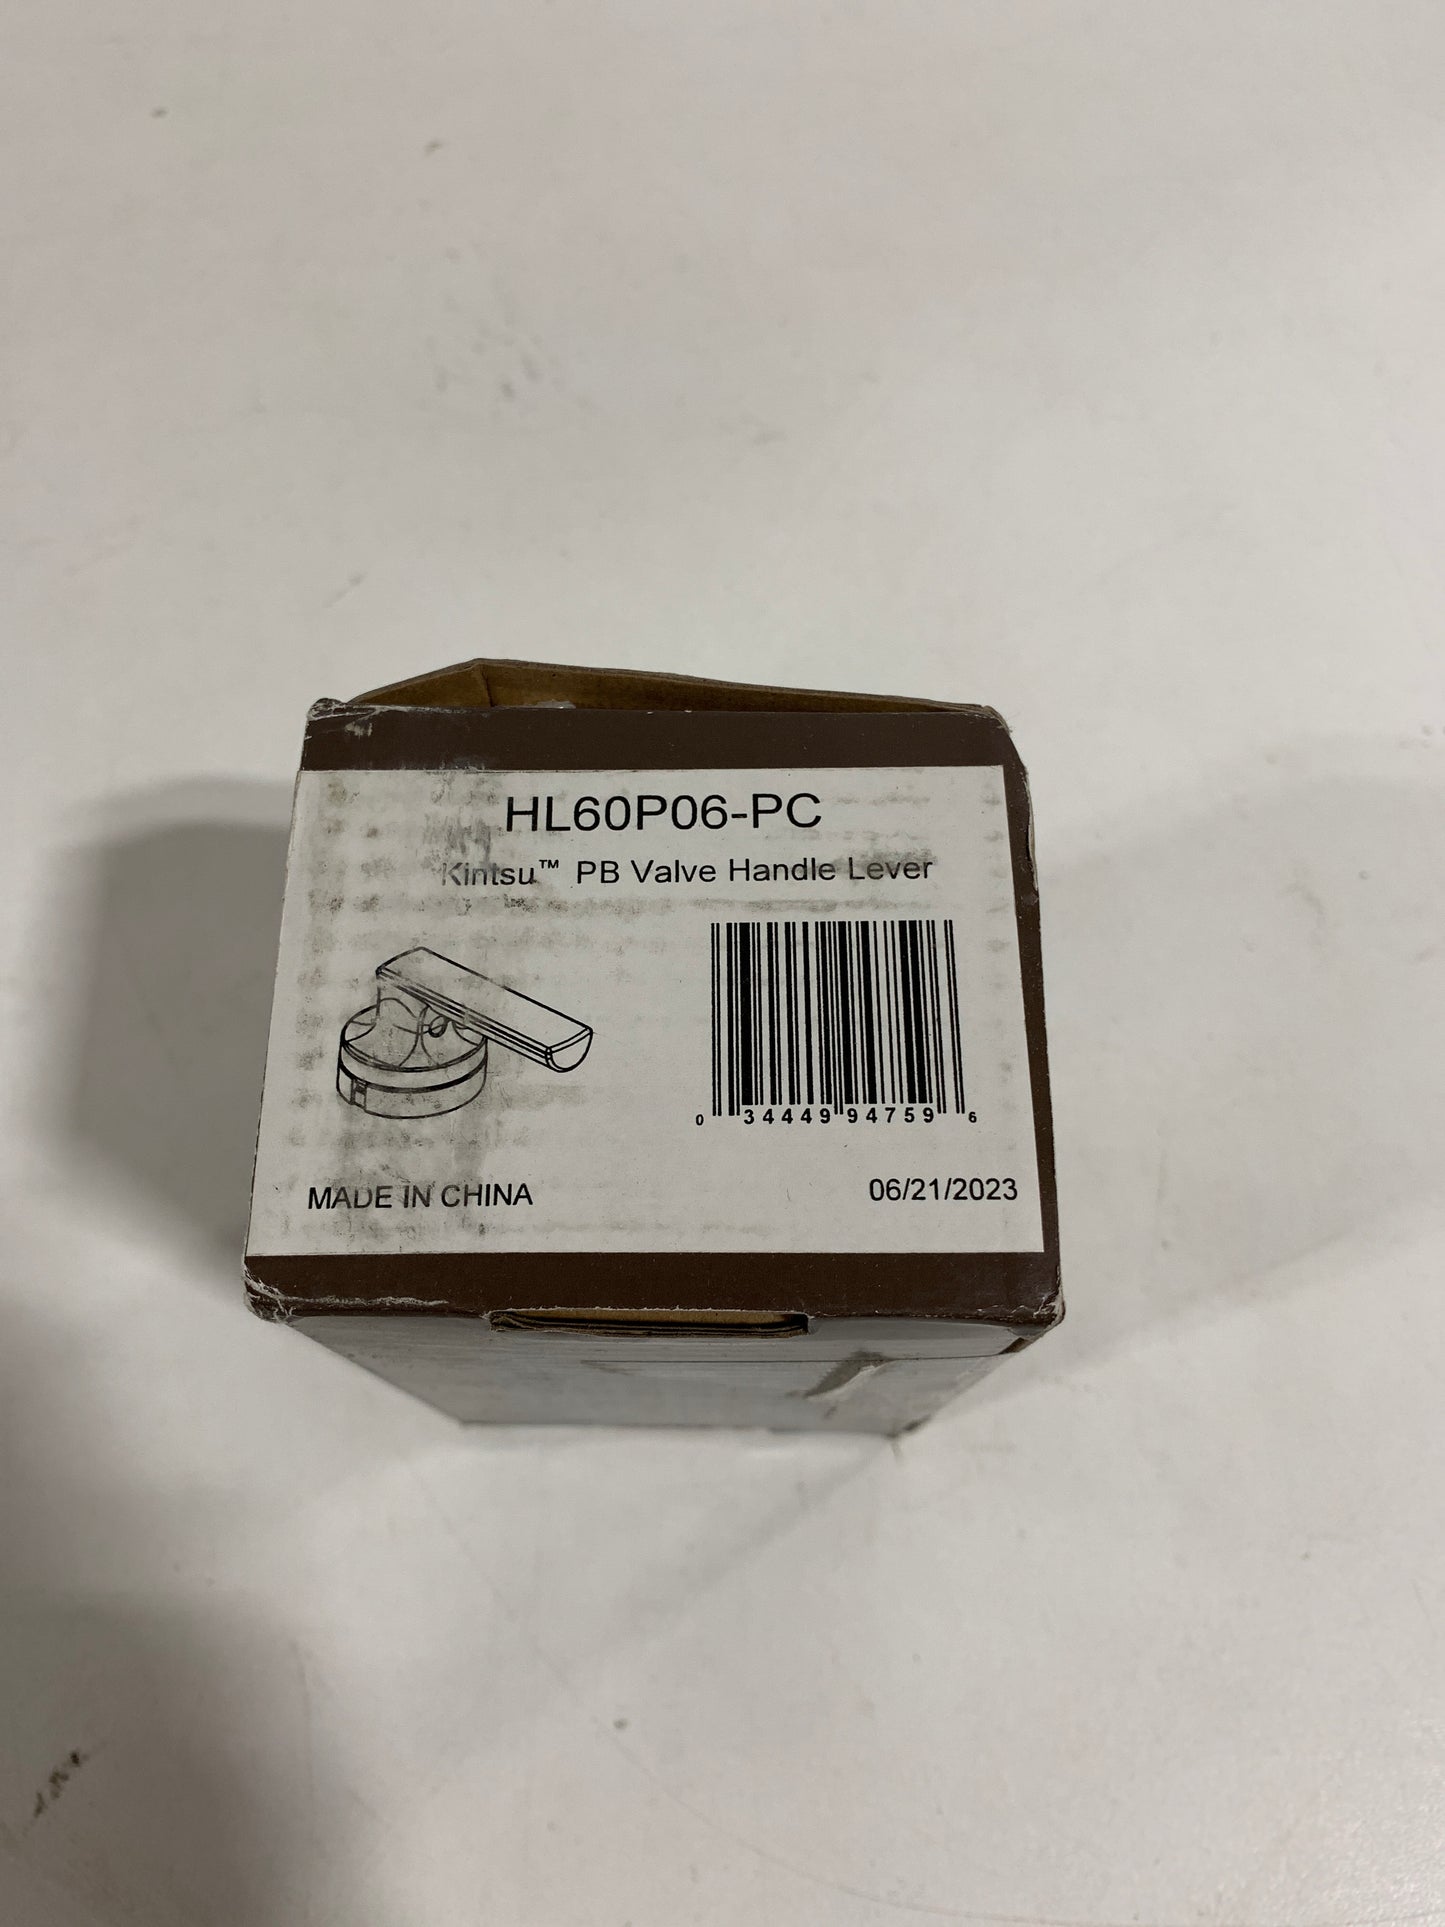 HL60P06-PC
Kintsu™ PB Valve Handle Lever
0 34449 94759 6
MADE IN CHINA
06/21/2023